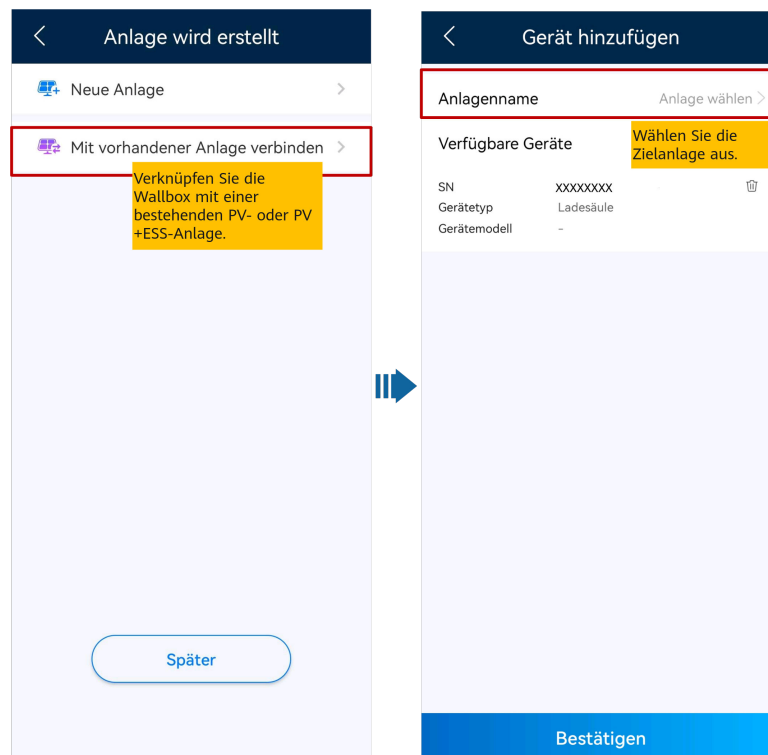 Anlage wird erstellt
Neue Anlage
Mit vorhandener Anlage verbinden
Verknüpfen Sie die
Wallbox mit einer
bestehenden PV- oder PV
+ESS-Anlage.
Später
Gerät hinzufügen
Anlagenname Anlage wählen
Verfügbare Geräte
Wählen Sie die
Zielanlage aus.
SN XXXXXXXX
Gerätetyp Ladesäule
Gerätemodell -
Bestätigen